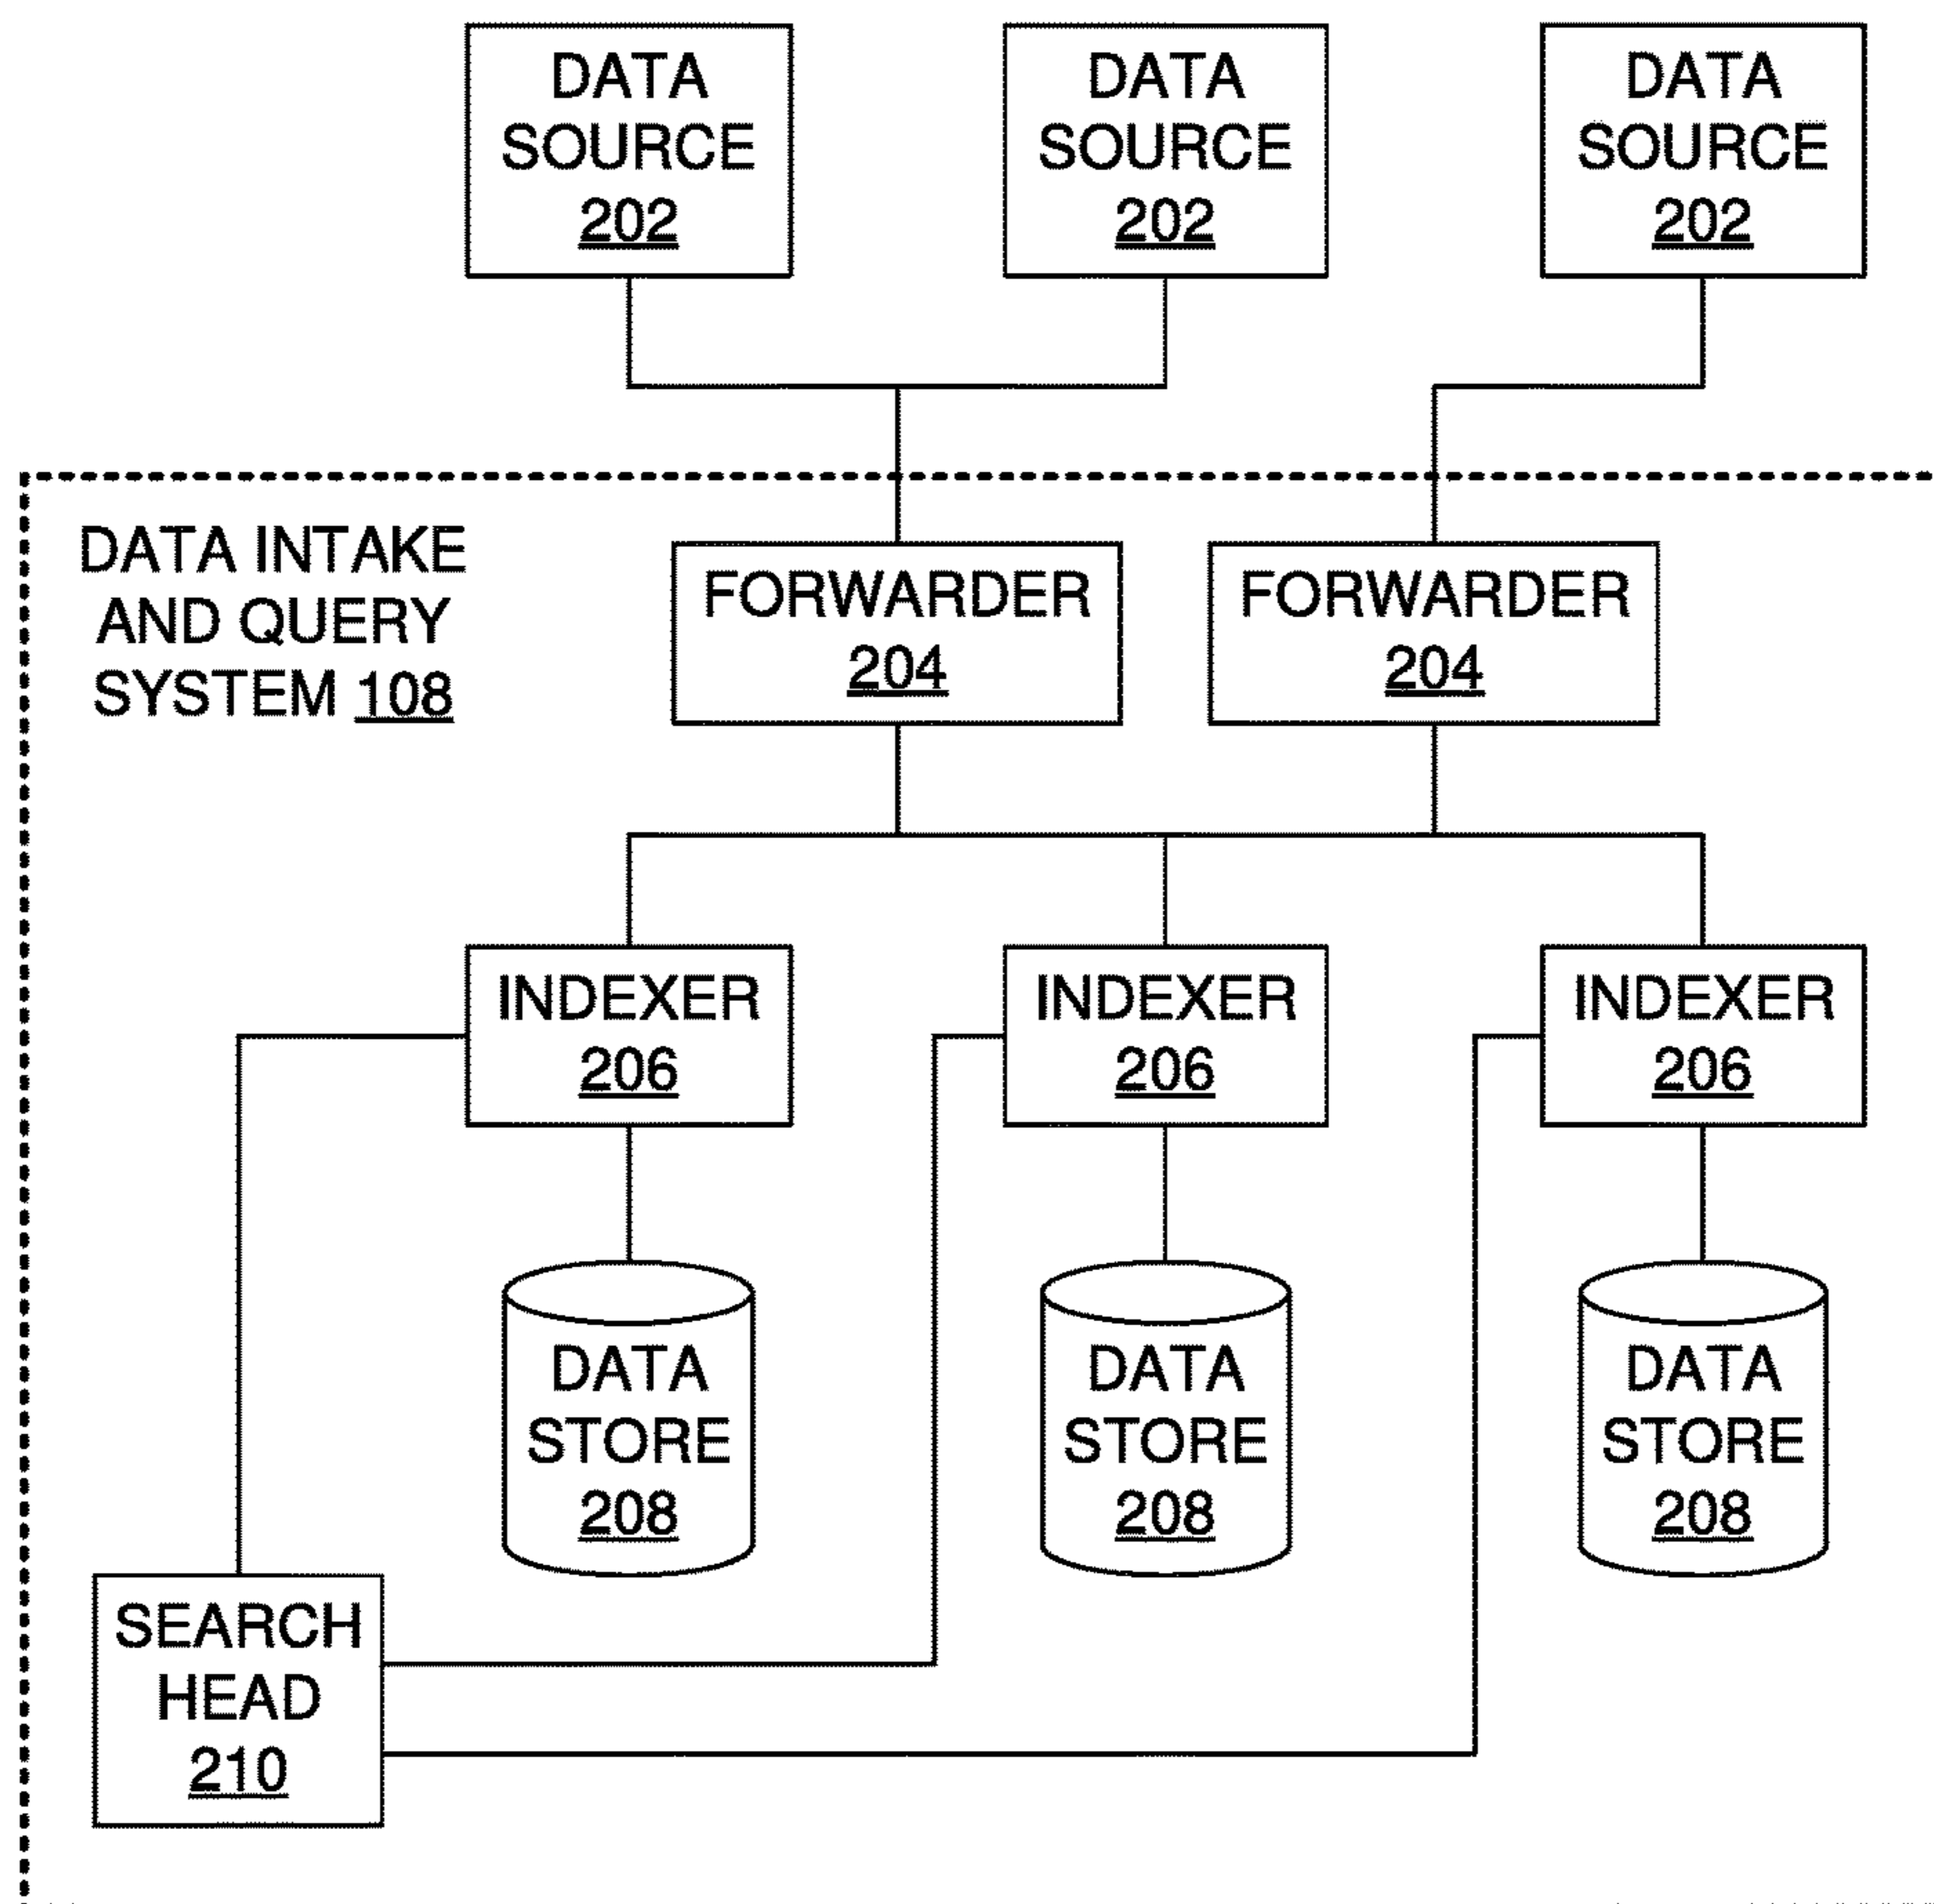 DATA
SOURCE
202
DATA
SOURCE
202
DATA
SOURCE
202
DATA INTAKE
AND QUERY
SYSTEM 108
FORWARDER
204
FORWARDER
204
INDEXER
206
INDEXER
206
INDEXER
206
DATA
STORE
208
DATA
STORE
208
DATA
STORE
208
SEARCH
HEAD
210